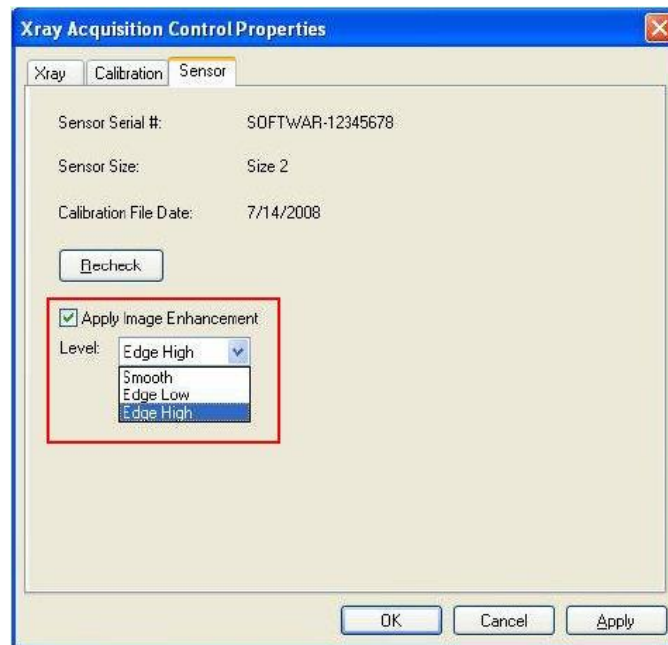 Xray Acquisition Control Properties
Xray Calibration Sensor
Sensor Serial #: SOFTWAR-12345678
Sensor Size: Size 2
Calibration File Date: 7/14/2008
Recheck
Apply Image Enhancement
Level: Edge High
Smooth
Edge Low
Edge High
OK Cancel Apply